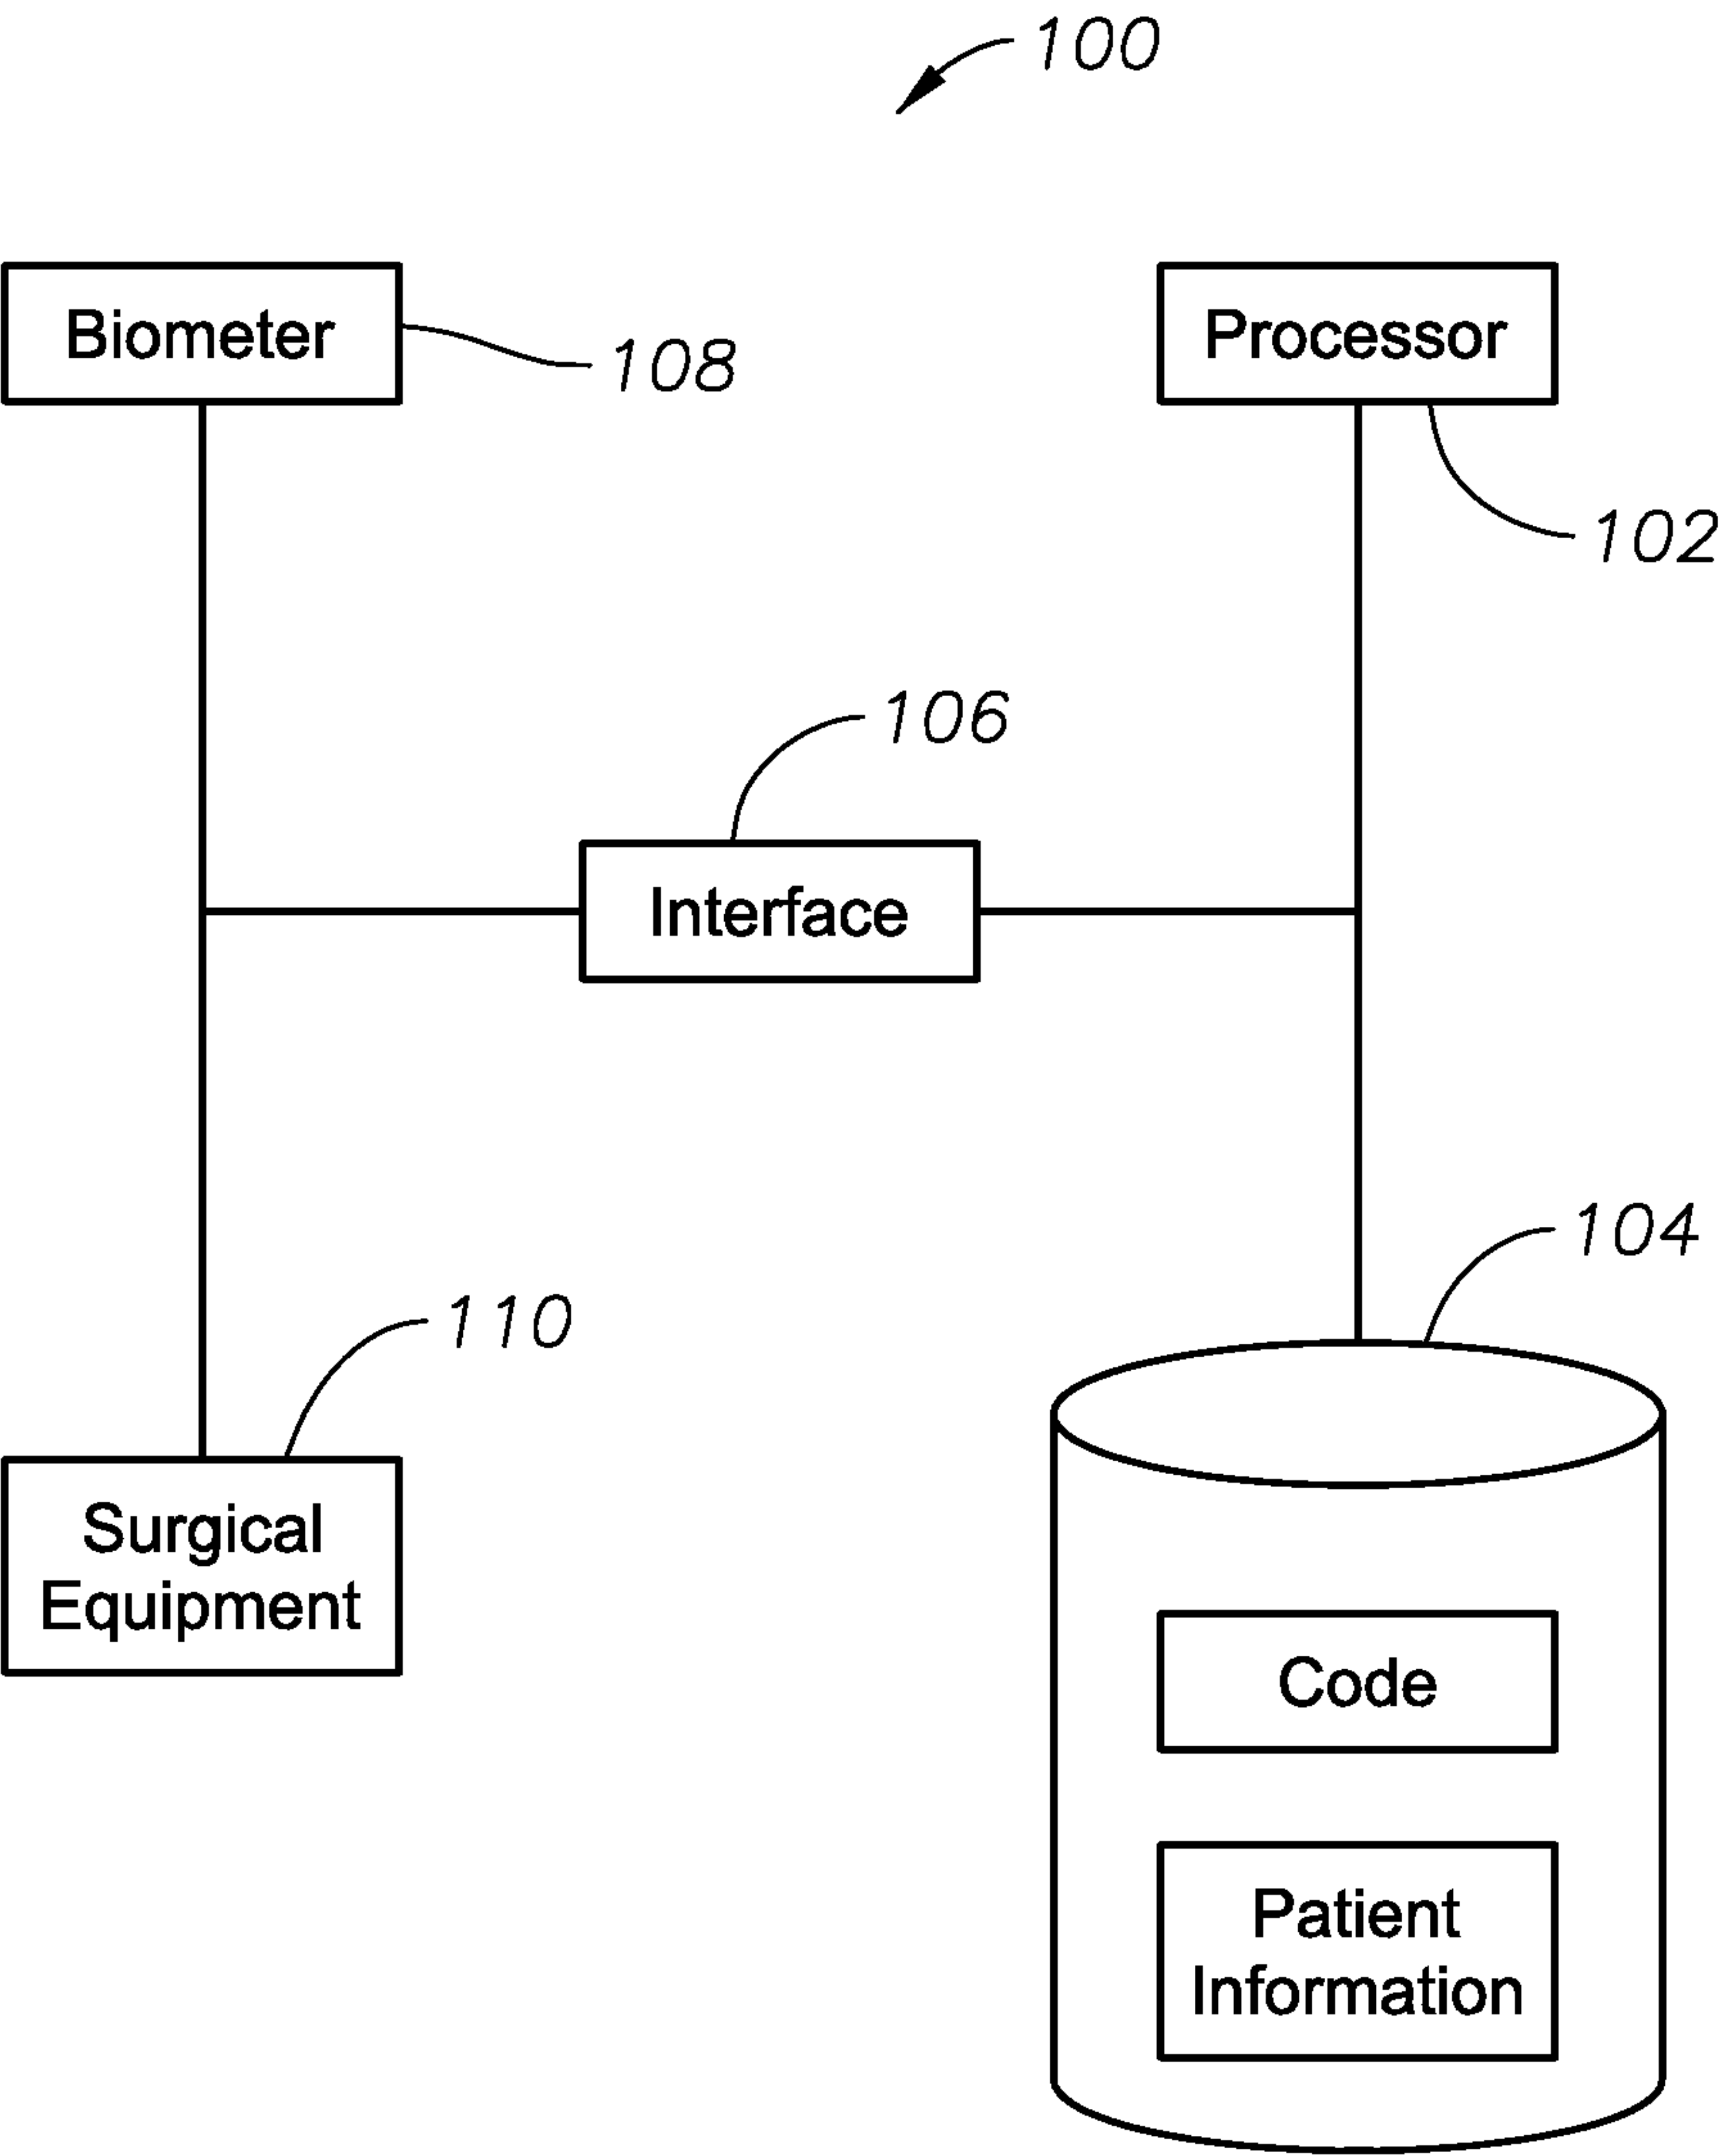 100
Biometer
108
Processor
102
106
Interface
104
110
Surgical
Equipment
Code
Patient
Information